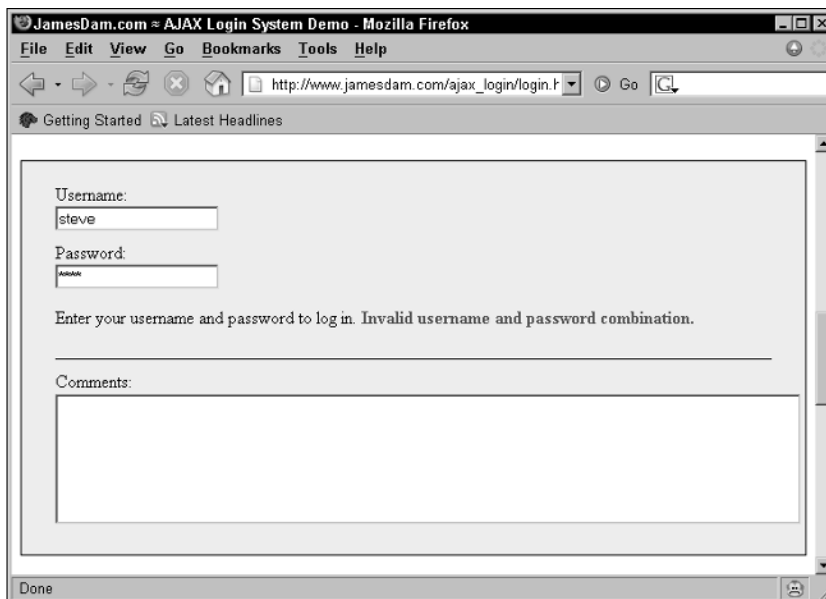 JamesDam.com ≈ AJAX Login System Demo - Mozilla Firefox
File Edit View Go Bookmarks Tools Help
http://www.jamesdam.com/ajax_login/login.h Go G
Getting Started Latest Headlines
Username:
steve
Password:
****
Enter your username and password to log in. Invalid username and password combination.
Comments:
Done